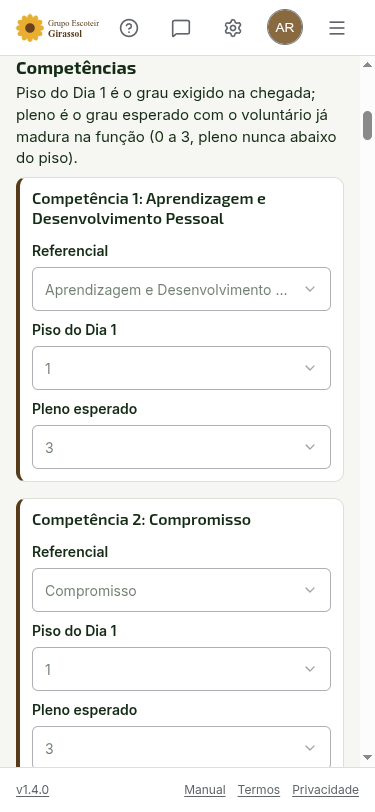 Grupo Escoteiro
Girassol
AR
Competências
Piso do Dia 1 é o grau exigido na chegada;
pleno é o grau esperado com o voluntário já
madura na função (0 a 3, pleno nunca abaixo
do piso).
Competência 1: Aprendizagem e
Desenvolvimento Pessoal
Referencial
Aprendizagem e Desenvolvimento ...
Piso do Dia 1
1
Pleno esperado
3
Competência 2: Compromisso
Referencial
Compromisso
Piso do Dia 1
1
Pleno esperado
3
v1.4.0
Manual Termos Privacidade